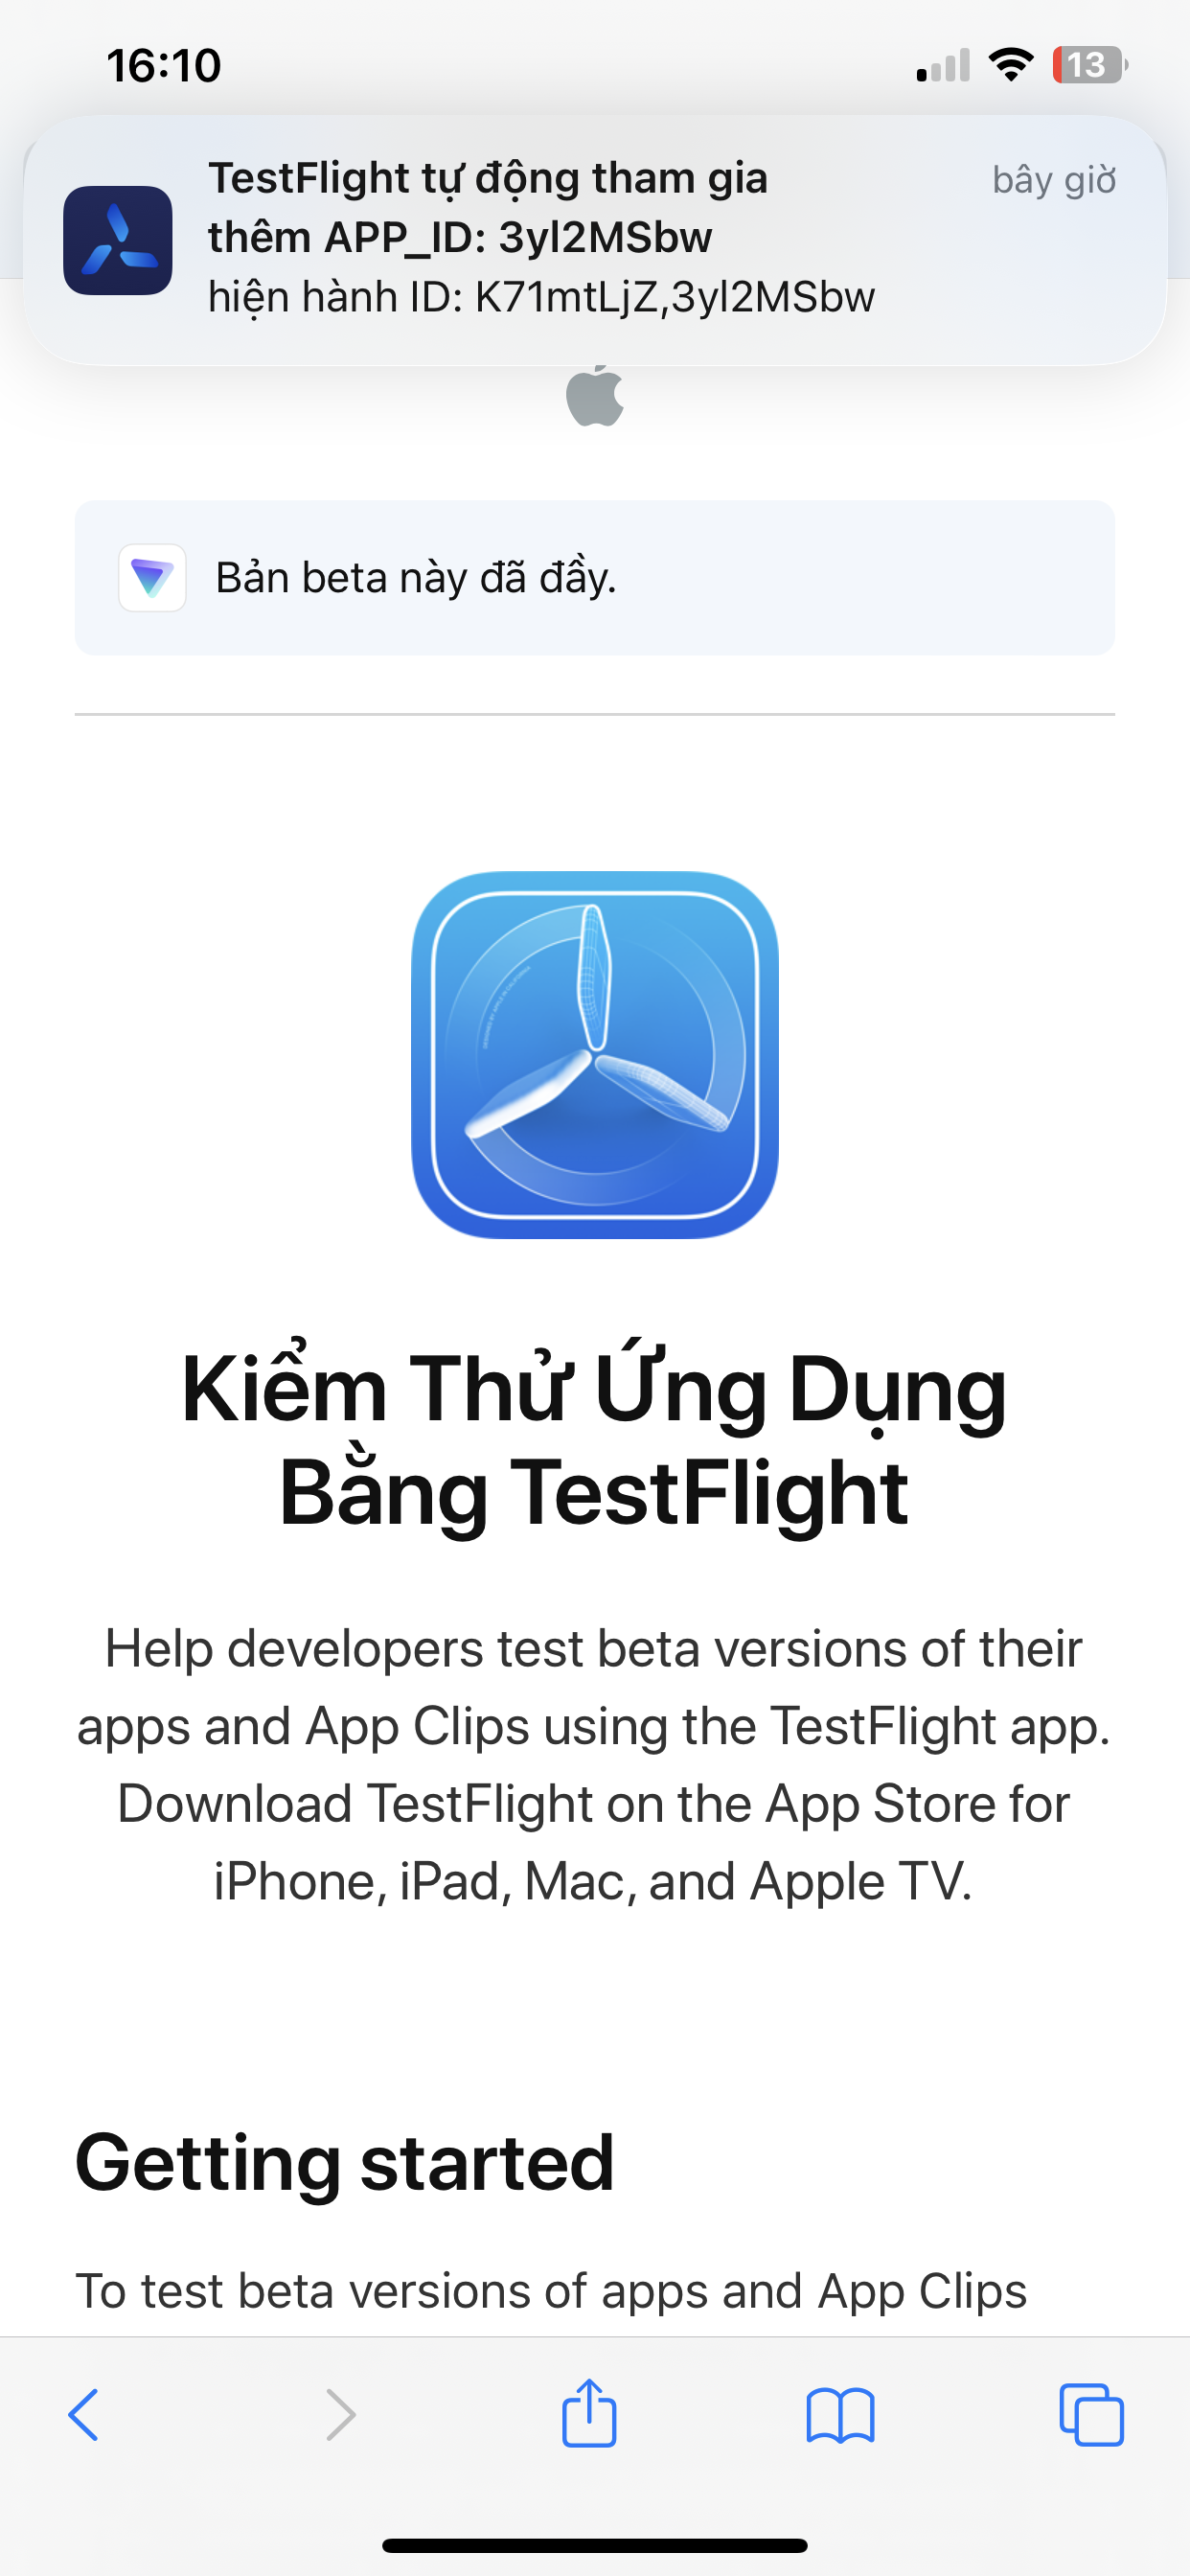 16:10
13
TestFlight tự động tham gia
bây giờ
thêm APP_ID: 3yl2MSbw
hiện hành ID: K71mtLjZ,3yl2MSbw
Bản beta này đã đầy.
Kiểm Thử Ứng Dụng
Bằng TestFlight
Help developers test beta versions of their
apps and App Clips using the TestFlight app.
Download TestFlight on the App Store for
iPhone, iPad, Mac, and Apple TV.
Getting started
To test beta versions of apps and App Clips